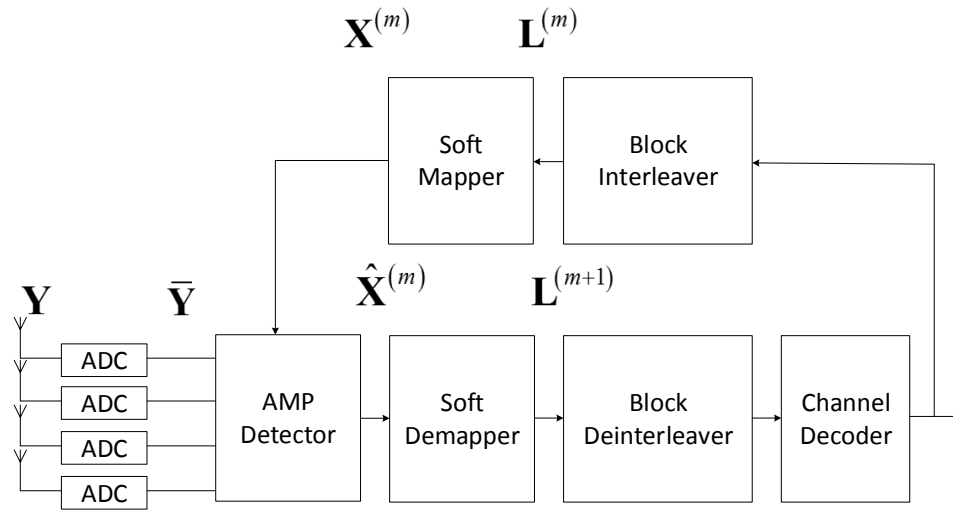 X^(m) L^(m)
Soft
Mapper
Block
Interleaver
X̂^(m) L^(m+1)
Y Ȳ
ADC
ADC
ADC
ADC
AMP
Detector
Soft
Demapper
Block
Deinterleaver
Channel
Decoder